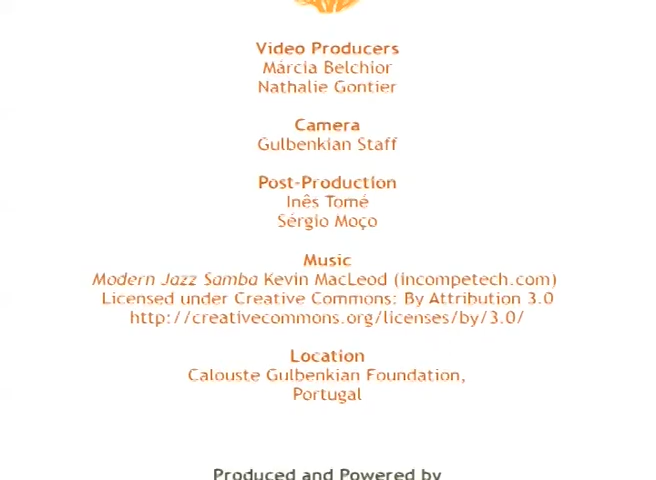 Video Producers
Márcia Belchior
Nathalie Gontier
Camera
Gulbenkian Staff
Post-Production
Inês Tomé
Sérgio Moço
Music
Modern Jazz Samba Kevin MacLeod (incompetech.com)
Licensed under Creative Commons: By Attribution 3.0
http://creativecommons.org/licenses/by/3.0/
Location
Calouste Gulbenkian Foundation,
Portugal
Produced and Powered by